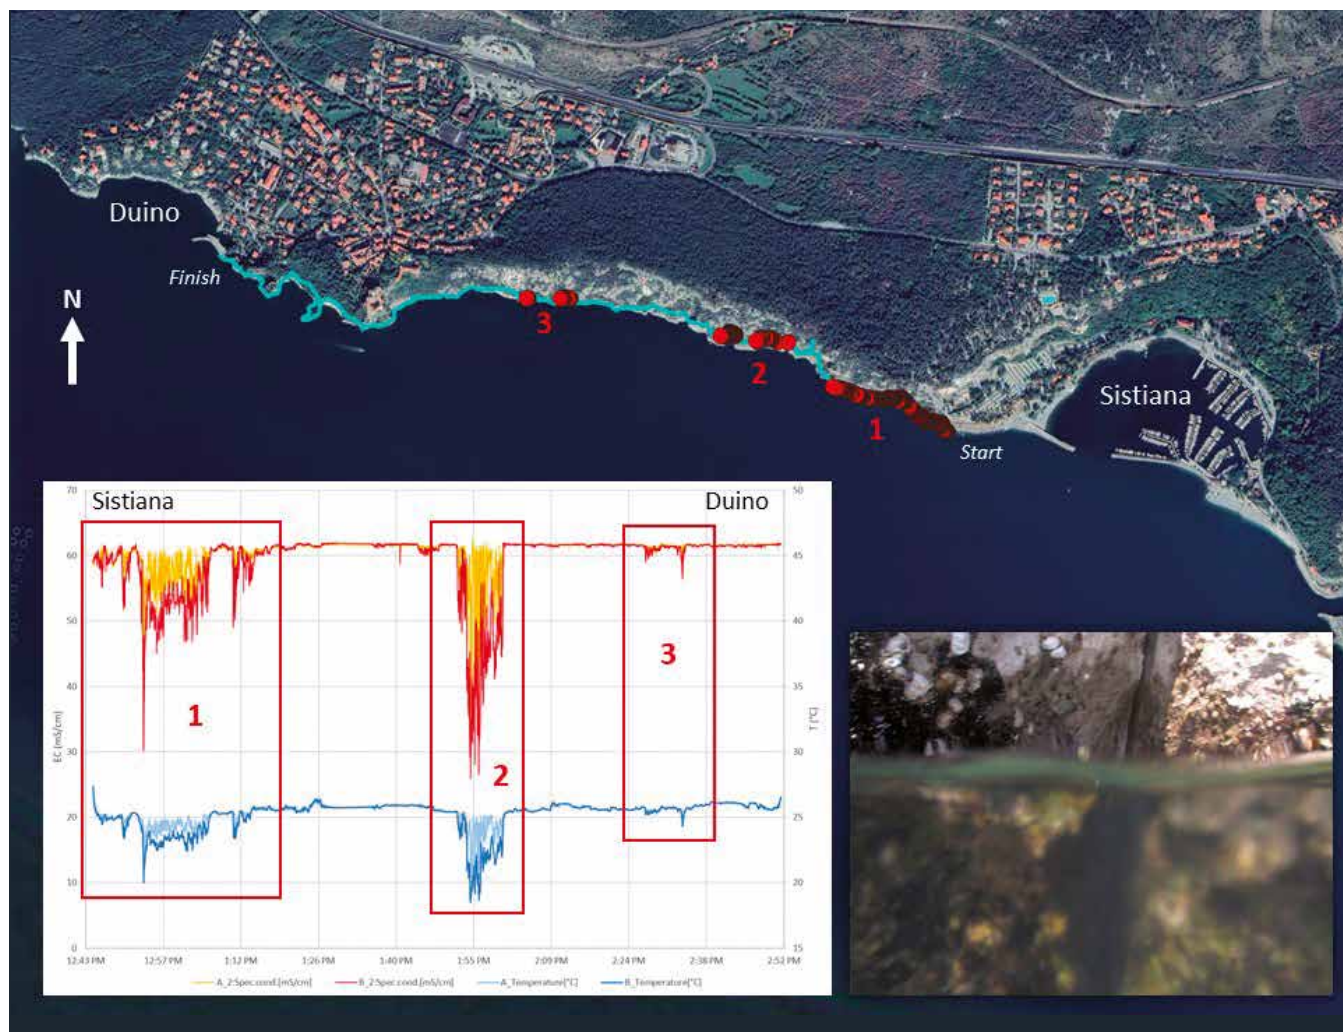 Duino
Finish
N
3
2
1
Sistiana
Start
Sistiana
Duino
70
60
50
40
30
20
10
0
EC (mS/cm)
50
45
40
35
30
25
20
15
T (°C)
1
2
3
12:43 PM 12:57 PM 1:12 PM 1:26 PM 1:40 PM 1:55 PM 2:09 PM 2:24 PM 2:38 PM 2:52 PM
A_2:Spec.cond.[mS/cm] B_2:Spec.cond.[mS/cm] A_Temperature[°C] B_Temperature[°C]